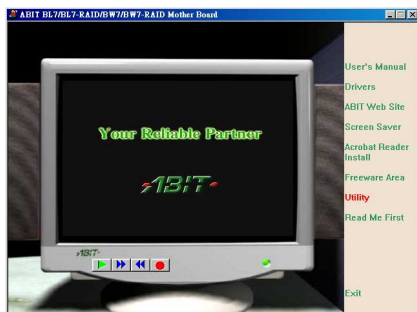 ABIT BL7/BL7-RAID/BW7/BW7-RAID Mother Board
Your Reliable Partner
ABIT
ABIT
User's Manual
Drivers
ABIT Web Site
Screen Saver
Acrobat Reader
Install
Freeware Area
Utility
Read Me First
Exit